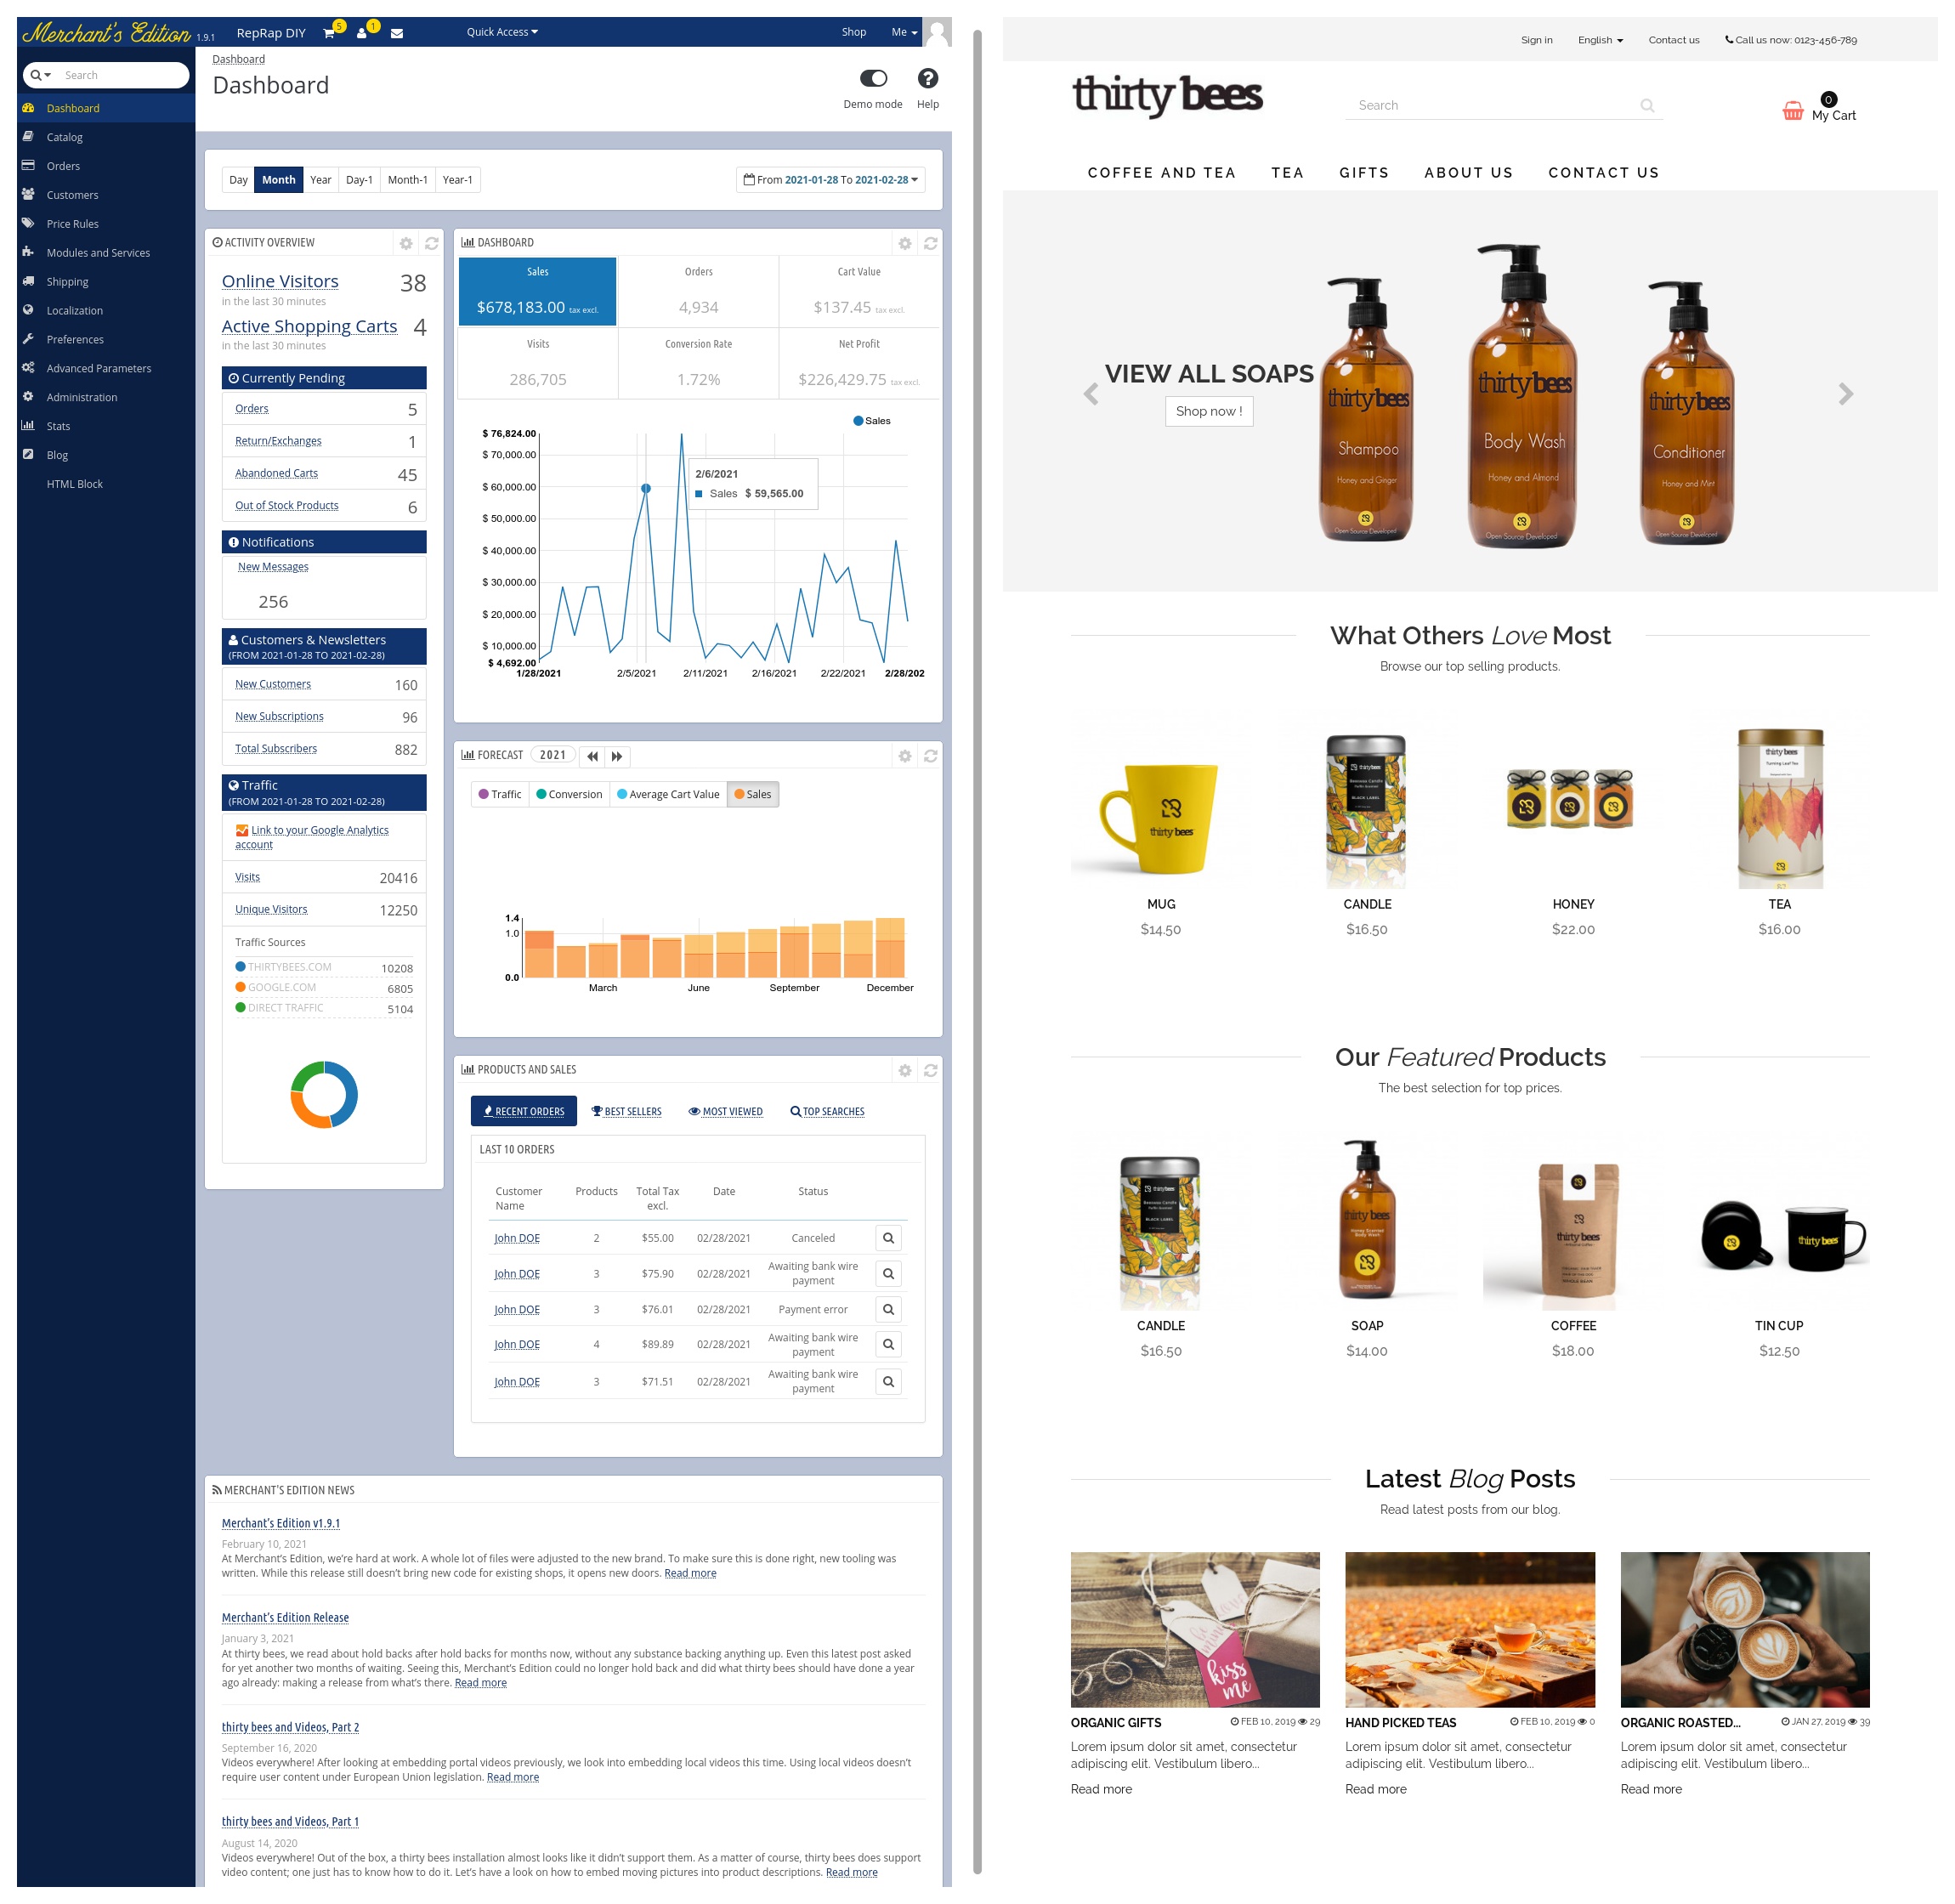 Merchant's Edition 1.9.1 RepRap DIY 5 1 Quick Access Shop Me
Search
Dashboard
Catalog
Orders
Customers
Price Rules
Modules and Services
Shipping
Localization
Preferences
Advanced Parameters
Administration
Stats
Blog
HTML Block
Dashboard
Dashboard
Demo mode Help
Day Month Year Day-1 Month-1 Year-1
From 2021-01-28 To 2021-02-28
ACTIVITY OVERVIEW
Online Visitors 38
in the last 30 minutes
Active Shopping Carts 4
in the last 30 minutes
Currently Pending
Orders 5
Return/Exchanges 1
Abandoned Carts 45
Out of Stock Products 6
Notifications
New Messages
256
Customers & Newsletters
(FROM 2021-01-28 TO 2021-02-28)
New Customers 160
New Subscriptions 96
Total Subscribers 882
Traffic
(FROM 2021-01-28 TO 2021-02-28)
Link to your Google Analytics
account
Visits 20416
Unique Visitors 12250
Traffic Sources
THIRTYBEES.COM 10208
GOOGLE.COM 6805
DIRECT TRAFFIC 5104
DASHBOARD
Sales Orders Cart Value
$678,183.00 tax excl. 4,934 $137.45 tax excl.
Visits Conversion Rate Net Profit
286,705 1.72% $226,429.75 tax excl.
Sales
$ 76,824.00
$ 70,000.00
$ 60,000.00
$ 50,000.00
$ 40,000.00
$ 30,000.00
$ 20,000.00
$ 10,000.00
$ 4,692.00
2/6/2021
Sales $ 59,565.00
1/28/2021 2/5/2021 2/11/2021 2/16/2021 2/22/2021 2/28/202
FORECAST 2021
Traffic Conversion Average Cart Value Sales
1.4
1.0
0.0
March June September December
PRODUCTS AND SALES
RECENT ORDERS BEST SELLERS MOST VIEWED TOP SEARCHES
LAST 10 ORDERS
Customer Products Total Tax Date Status
Name excl.
John DOE 2 $55.00 02/28/2021 Canceled
John DOE 3 $75.90 02/28/2021 Awaiting bank wire
payment
John DOE 3 $76.01 02/28/2021 Payment error
John DOE 4 $89.89 02/28/2021 Awaiting bank wire
payment
John DOE 3 $71.51 02/28/2021 Awaiting bank wire
payment
MERCHANT'S EDITION NEWS
Merchant's Edition v1.9.1
February 10, 2021
At Merchant's Edition, we're hard at work. A whole lot of files were adjusted to the new brand. To make sure this is done right, new tooling was
written. While this release still doesn't bring new code for existing shops, it opens new doors. Read more
Merchant's Edition Release
January 3, 2021
At thirty bees, we read about hold backs after hold backs for months now, without any substance backing anything up. Even this latest post asked
for yet another two months of waiting. Seeing this, Merchant's Edition could no longer hold back and did what thirty bees should have done a year
ago already: making a release from what's there. Read more
thirty bees and Videos, Part 2
September 16, 2020
Videos everywhere! After looking at embedding portal videos previously, we look into embedding local videos this time. Using local videos doesn't
require user content under European Union legislation. Read more
thirty bees and Videos, Part 1
August 14, 2020
Videos everywhere! Out of the box, a thirty bees installation almost looks like it didn't support them. As a matter of course, thirty bees does support
video content; one just has to know how to do it. Let's have a look on how to embed moving pictures into product descriptions. Read more
Sign in English Contact us Call us now: 0123-456-789
thirty bees
Search
0
My Cart
COFFEE AND TEA TEA GIFTS ABOUT US CONTACT US
VIEW ALL SOAPS
Shop now !
thirty bees
Shampoo
Honey and Ginger
Open Source Developed
thirty bees
Body Wash
Honey and Almond
Open Source Developed
thirty bees
Conditioner
Honey and Mint
Open Source Developed
What Others Love Most
Browse our top selling products.
thirty bees
thirty bees
BLACK LABEL
thirty bees
MUG CANDLE HONEY TEA
$14.50 $16.50 $22.00 $16.00
Our Featured Products
The best selection for top prices.
thirty bees
BLACK LABEL
thirty bees
thirty bees
thirty bees
CANDLE SOAP COFFEE TIN CUP
$16.50 $14.00 $18.00 $12.50
Latest Blog Posts
Read latest posts from our blog.
kiss
me
ORGANIC GIFTS FEB 10, 2019 29
Lorem ipsum dolor sit amet, consectetur
adipiscing elit. Vestibulum libero...
Read more
HAND PICKED TEAS FEB 10, 2019 0
Lorem ipsum dolor sit amet, consectetur
adipiscing elit. Vestibulum libero...
Read more
ORGANIC ROASTED... JAN 27, 2019 39
Lorem ipsum dolor sit amet, consectetur
adipiscing elit. Vestibulum libero...
Read more